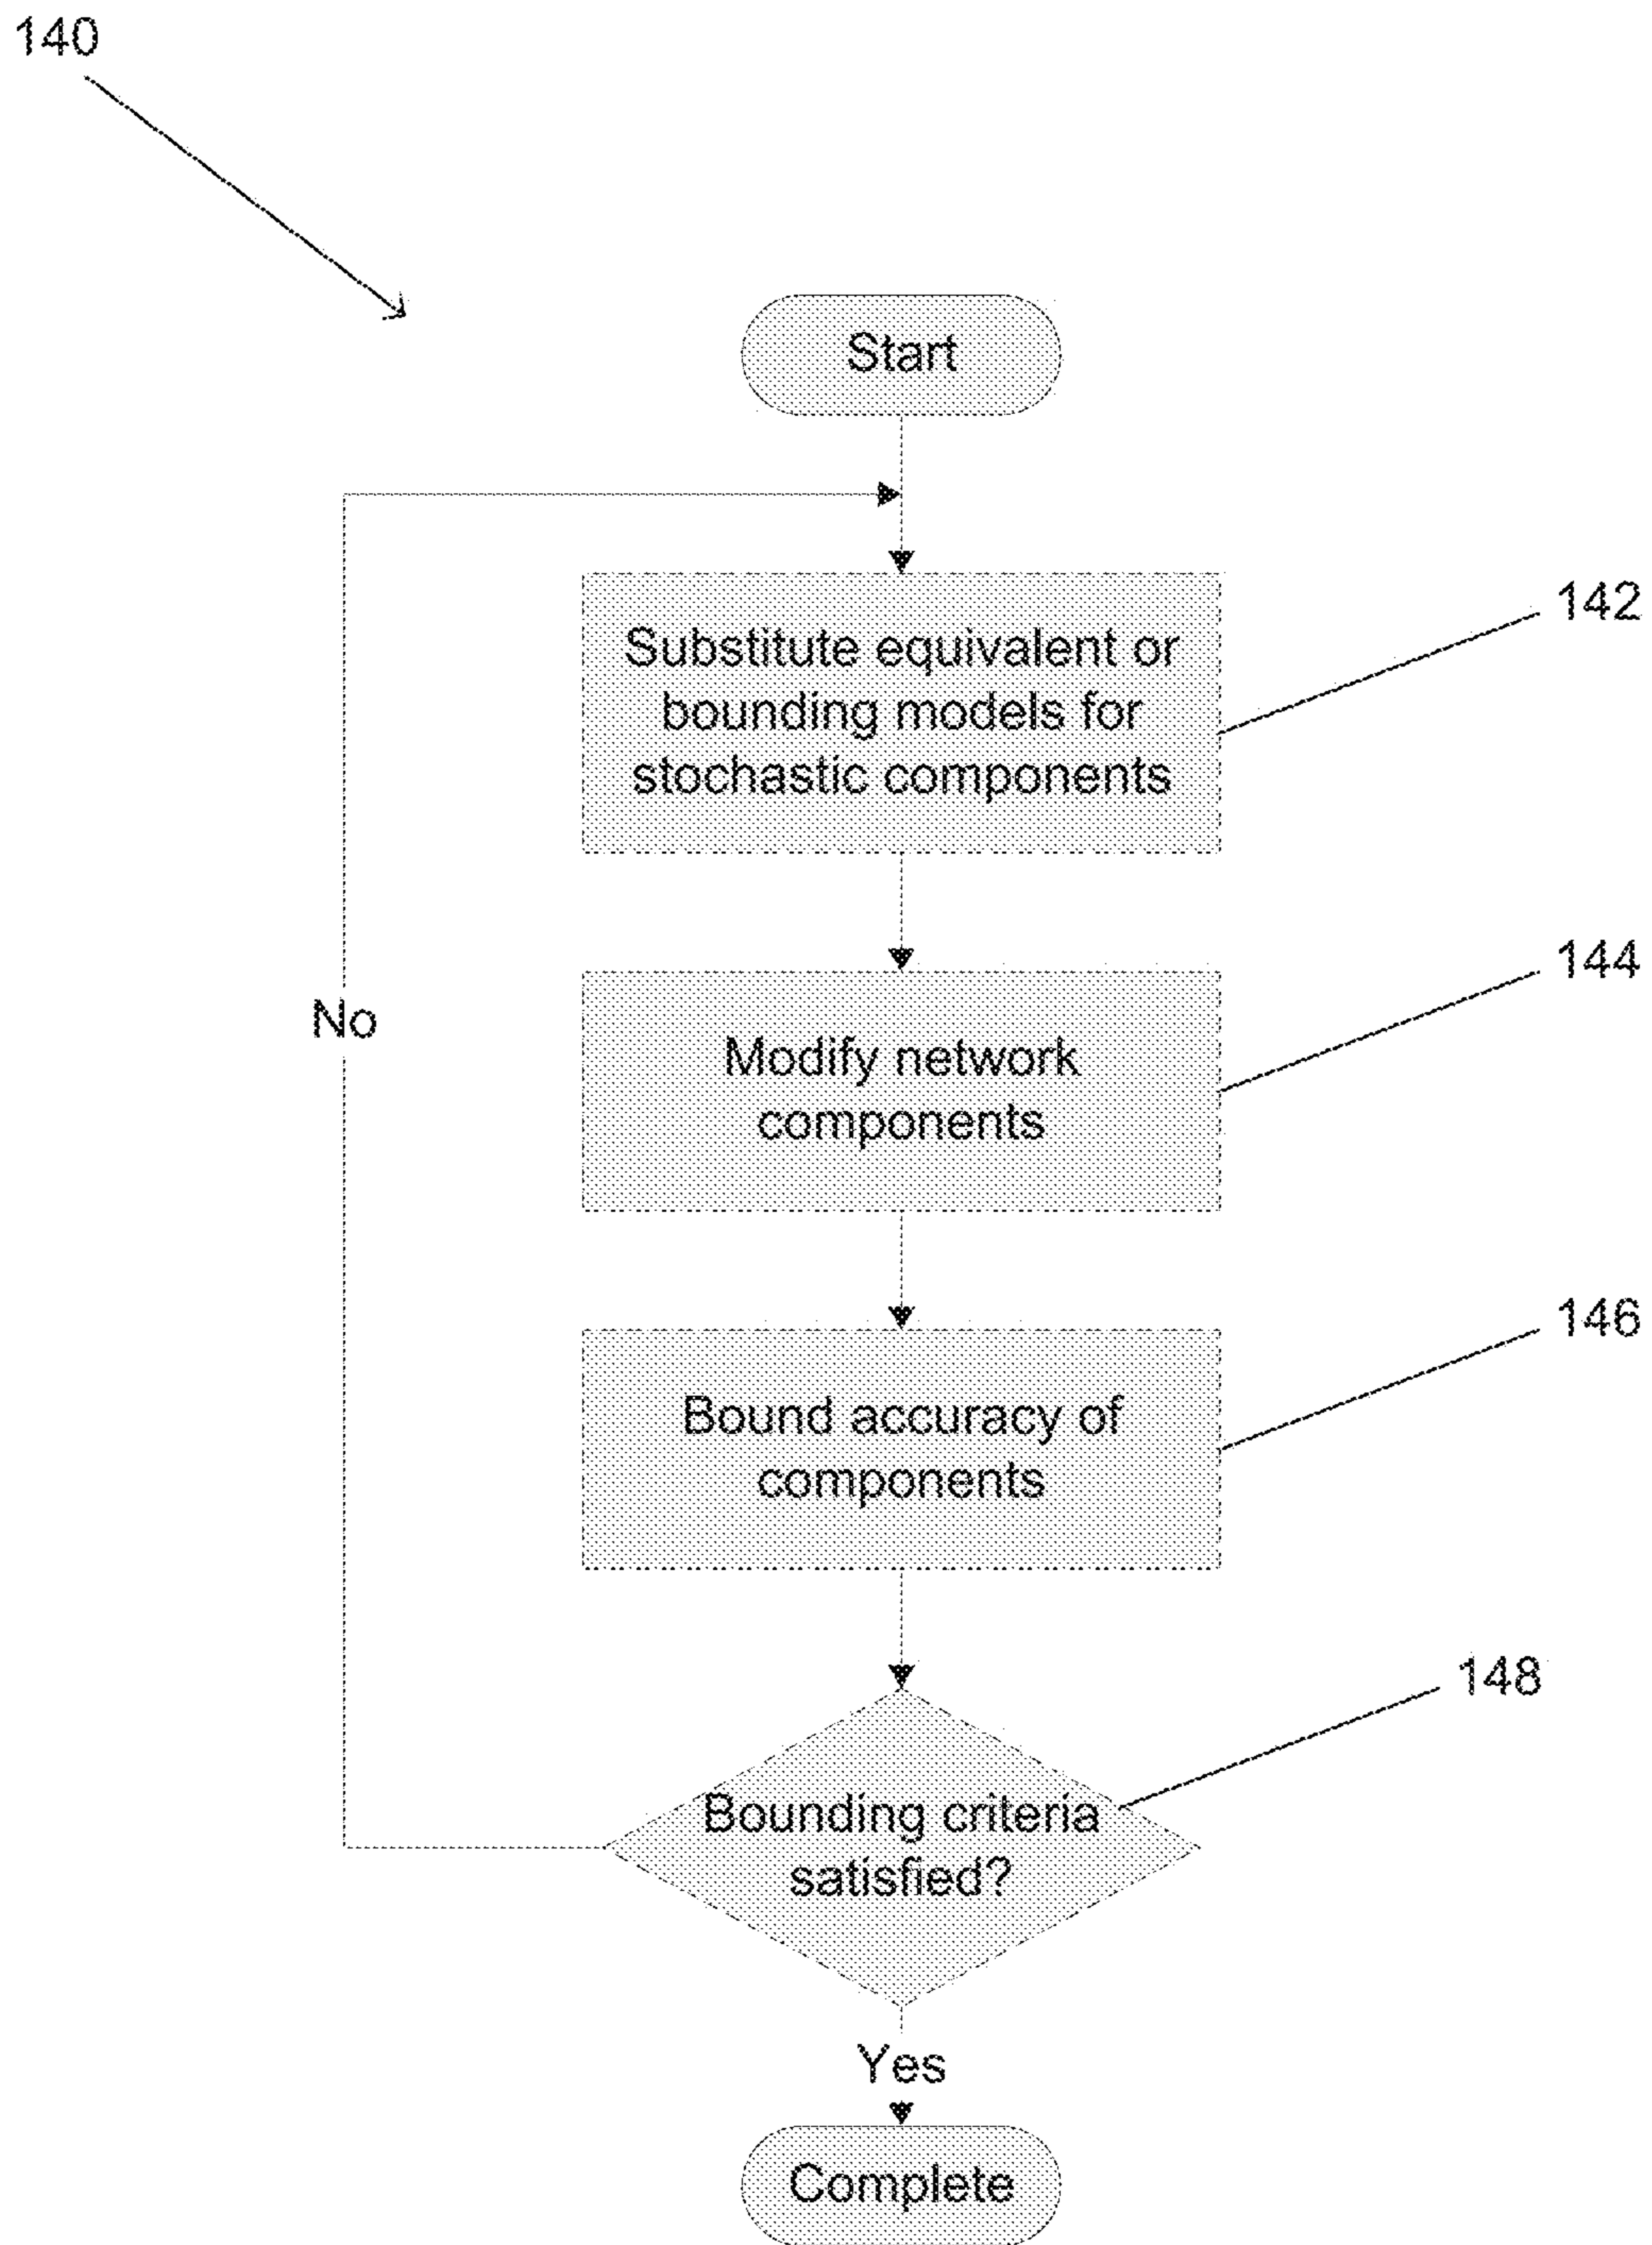 140
Start
Substitute equivalent or
bounding models for
stochastic components
142
Modify network
components
144
No
Bound accuracy of
components
146
Bounding criteria
satisfied?
148
Yes
Complete